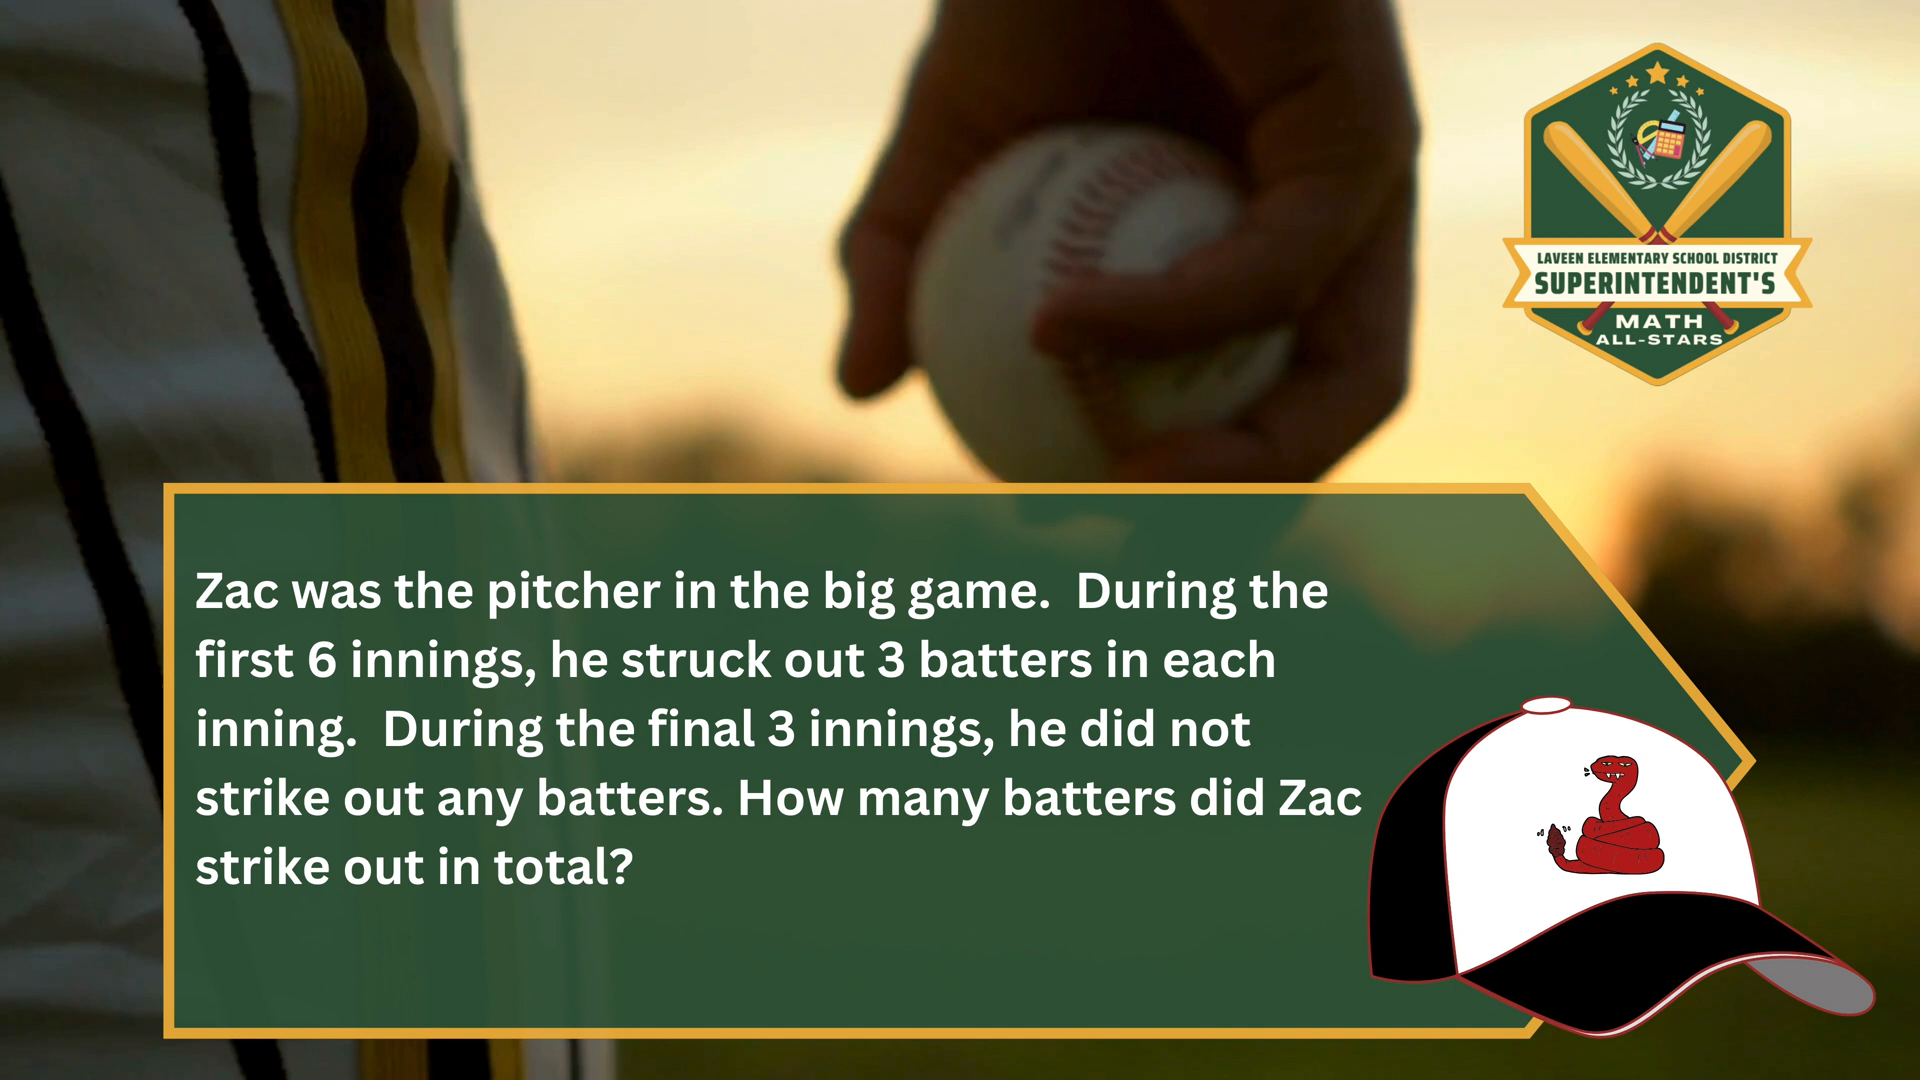 LAVEEN ELEMENTARY SCHOOL DISTRICT
SUPERINTENDENT'S
MATH
ALL-STARS
Zac was the pitcher in the big game.  During the
first 6 innings, he struck out 3 batters in each
inning.  During the final 3 innings, he did not
strike out any batters. How many batters did Zac
strike out in total?